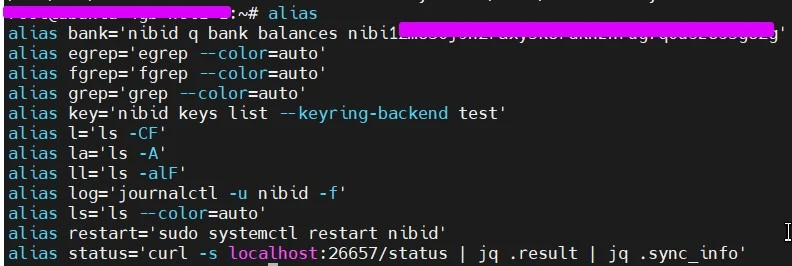 :~# alias
alias bank='nibid q bank balances nibi1
alias egrep='egrep --color=auto'
alias fgrep='fgrep --color=auto'
alias grep='grep --color=auto'
alias key='nibid keys list --keyring-backend test'
alias l='ls -CF'
alias la='ls -A'
alias ll='ls -alF'
alias log='journalctl -u nibid -f'
alias ls='ls --color=auto'
alias restart='sudo systemctl restart nibid'
alias status='curl -s localhost:26657/status | jq .result | jq .sync_info'